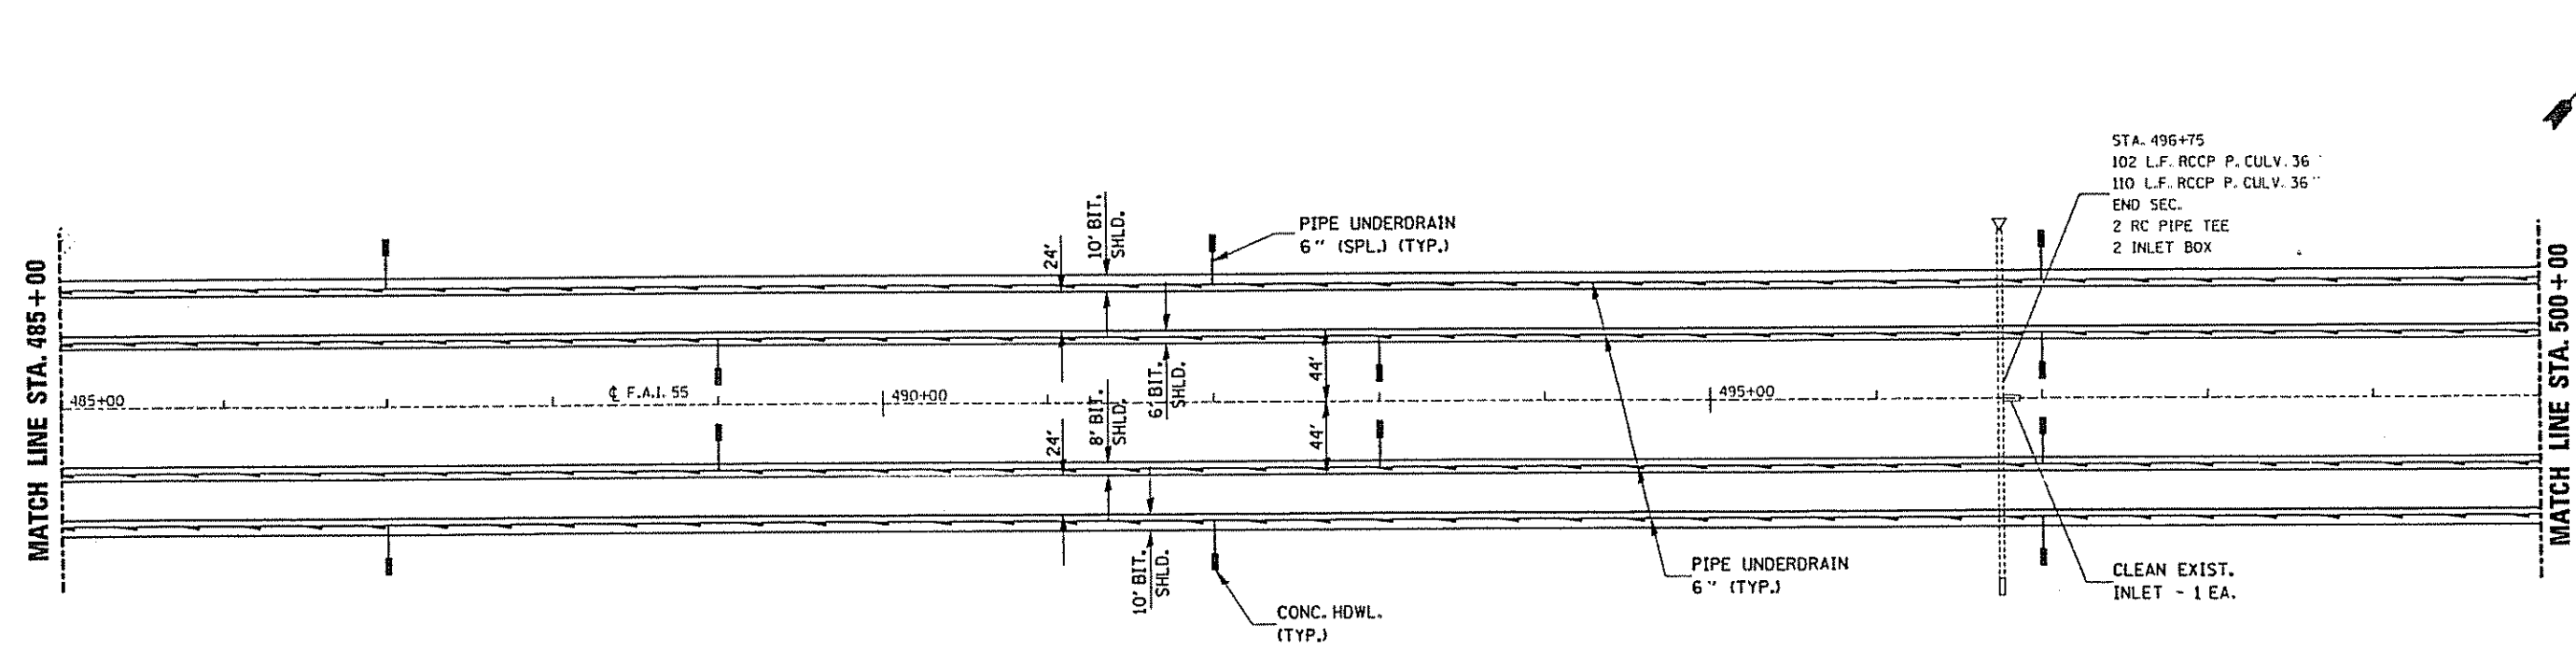 STA. 496+75
102 L.F. RCCP P. CULV. 36"
110 L.F. RCCP P. CULV. 36"
END SEC.
2 RC PIPE TEE
2 INLET BOX
10' BIT.
SHLD.
24'
PIPE UNDERDRAIN
6" (SPL.) (TYP.)
MATCH LINE STA. 485+00
MATCH LINE STA. 500+00
485+00
℄ F.A.I. 55
490+00
495+00
44'
6' BIT.
SHLD.
8' BIT.
SHLD.
24'
44'
10' BIT.
SHLD.
PIPE UNDERDRAIN
6" (TYP.)
CLEAN EXIST.
INLET - 1 EA.
CONC. HDWL.
(TYP.)